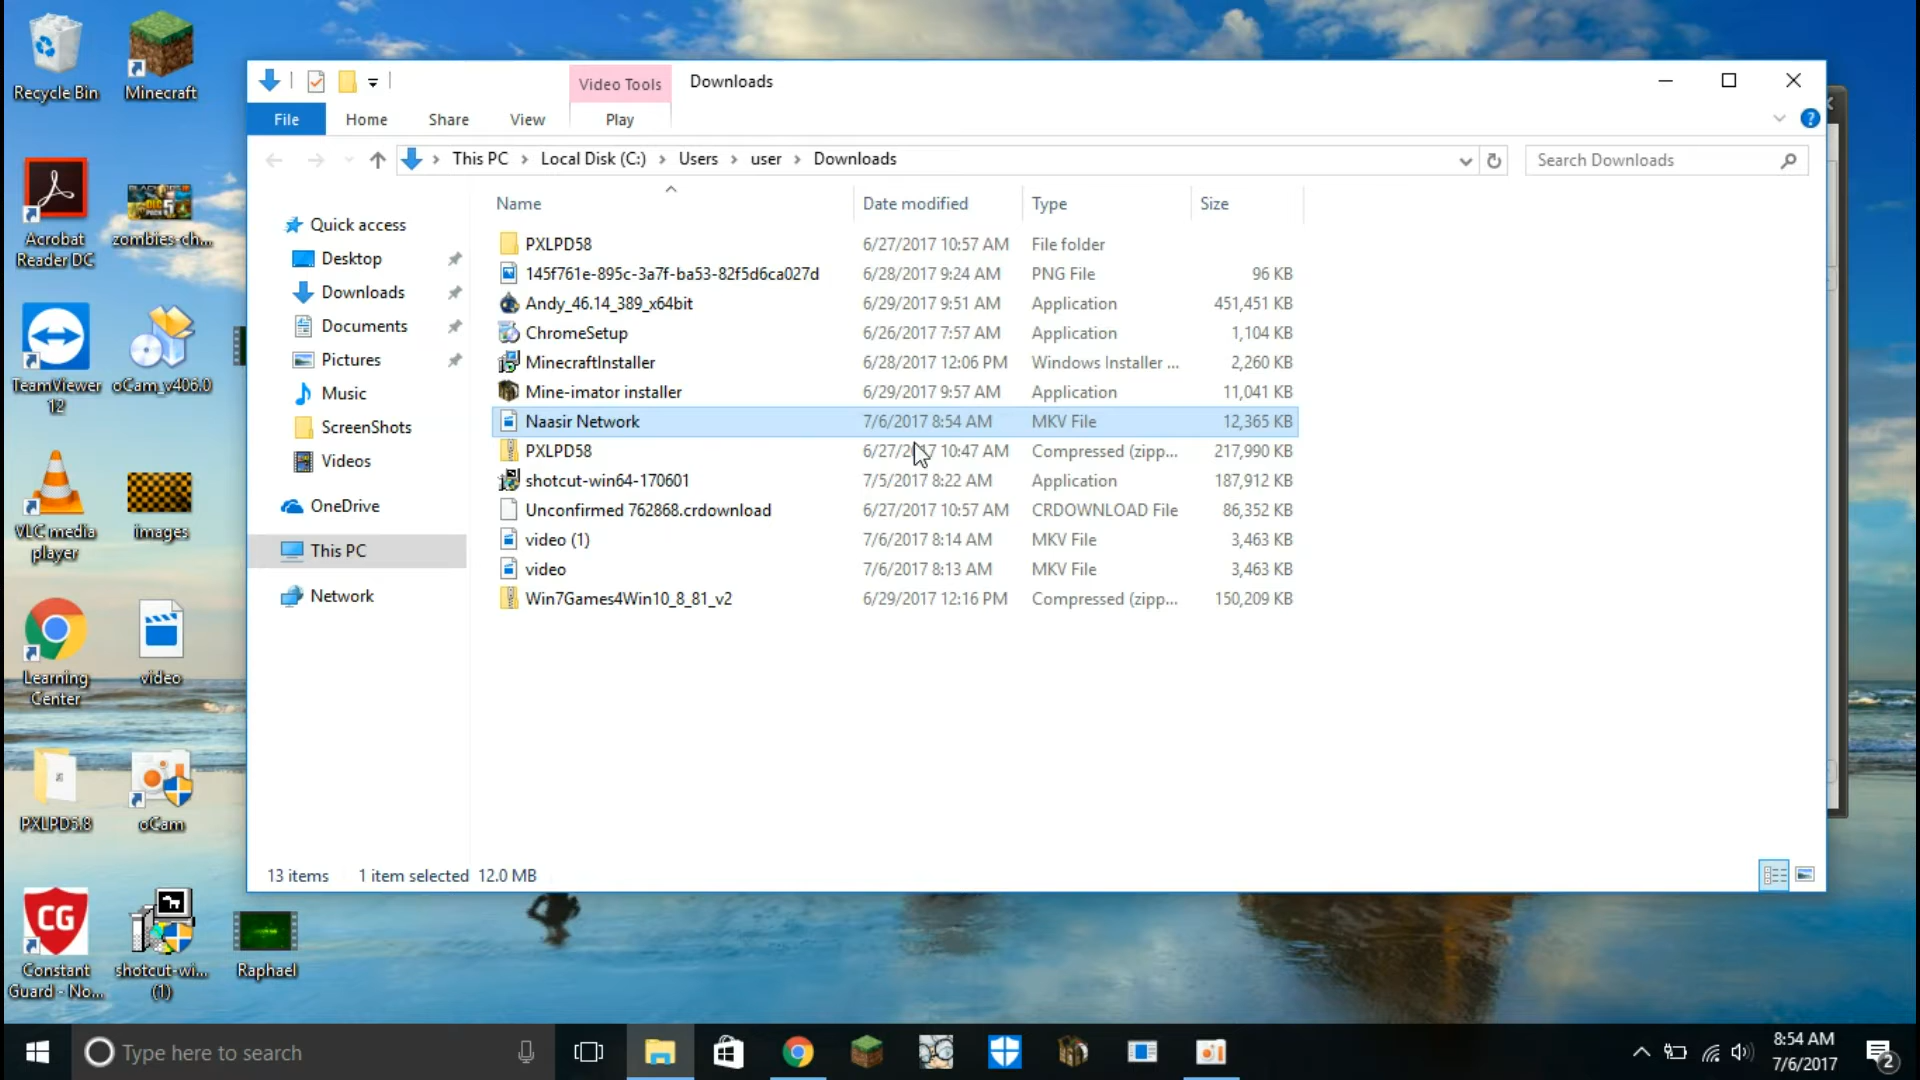 Recycle Bin
Minecraft
Acrobat
Reader DC
zombies-ch...
TeamViewer
12
oCam_v406.0
VLC media
player
images
Learning
Center
video
PXLPD5.8
oCam
Constant
Guard - No...
shotcut-wi...
(1)
Raphael
Video Tools
Downloads
File
Home
Share
View
Play
This PC > Local Disk (C:) > Users > user > Downloads
Search Downloads
Quick access
Desktop
Downloads
Documents
Pictures
Music
ScreenShots
Videos
OneDrive
This PC
Network
Name Date modified Type Size
PXLPD58 6/27/2017 10:57 AM File folder
145f761e-895c-3a7f-ba53-82f5d6ca027d 6/28/2017 9:24 AM PNG File 96 KB
Andy_46.14_389_x64bit 6/29/2017 9:51 AM Application 451,451 KB
ChromeSetup 6/26/2017 7:57 AM Application 1,104 KB
MinecraftInstaller 6/28/2017 12:06 PM Windows Installer ... 2,260 KB
Mine-imator installer 6/29/2017 9:57 AM Application 11,041 KB
Naasir Network 7/6/2017 8:54 AM MKV File 12,365 KB
PXLPD58 6/27/2017 10:47 AM Compressed (zipp... 217,990 KB
shotcut-win64-170601 7/5/2017 8:22 AM Application 187,912 KB
Unconfirmed 762868.crdownload 6/27/2017 10:57 AM CRDOWNLOAD File 86,352 KB
video (1) 7/6/2017 8:14 AM MKV File 3,463 KB
video 7/6/2017 8:13 AM MKV File 3,463 KB
Win7Games4Win10_8_81_v2 6/29/2017 12:16 PM Compressed (zipp... 150,209 KB
13 items 1 item selected 12.0 MB
Type here to search
8:54 AM
7/6/2017
2